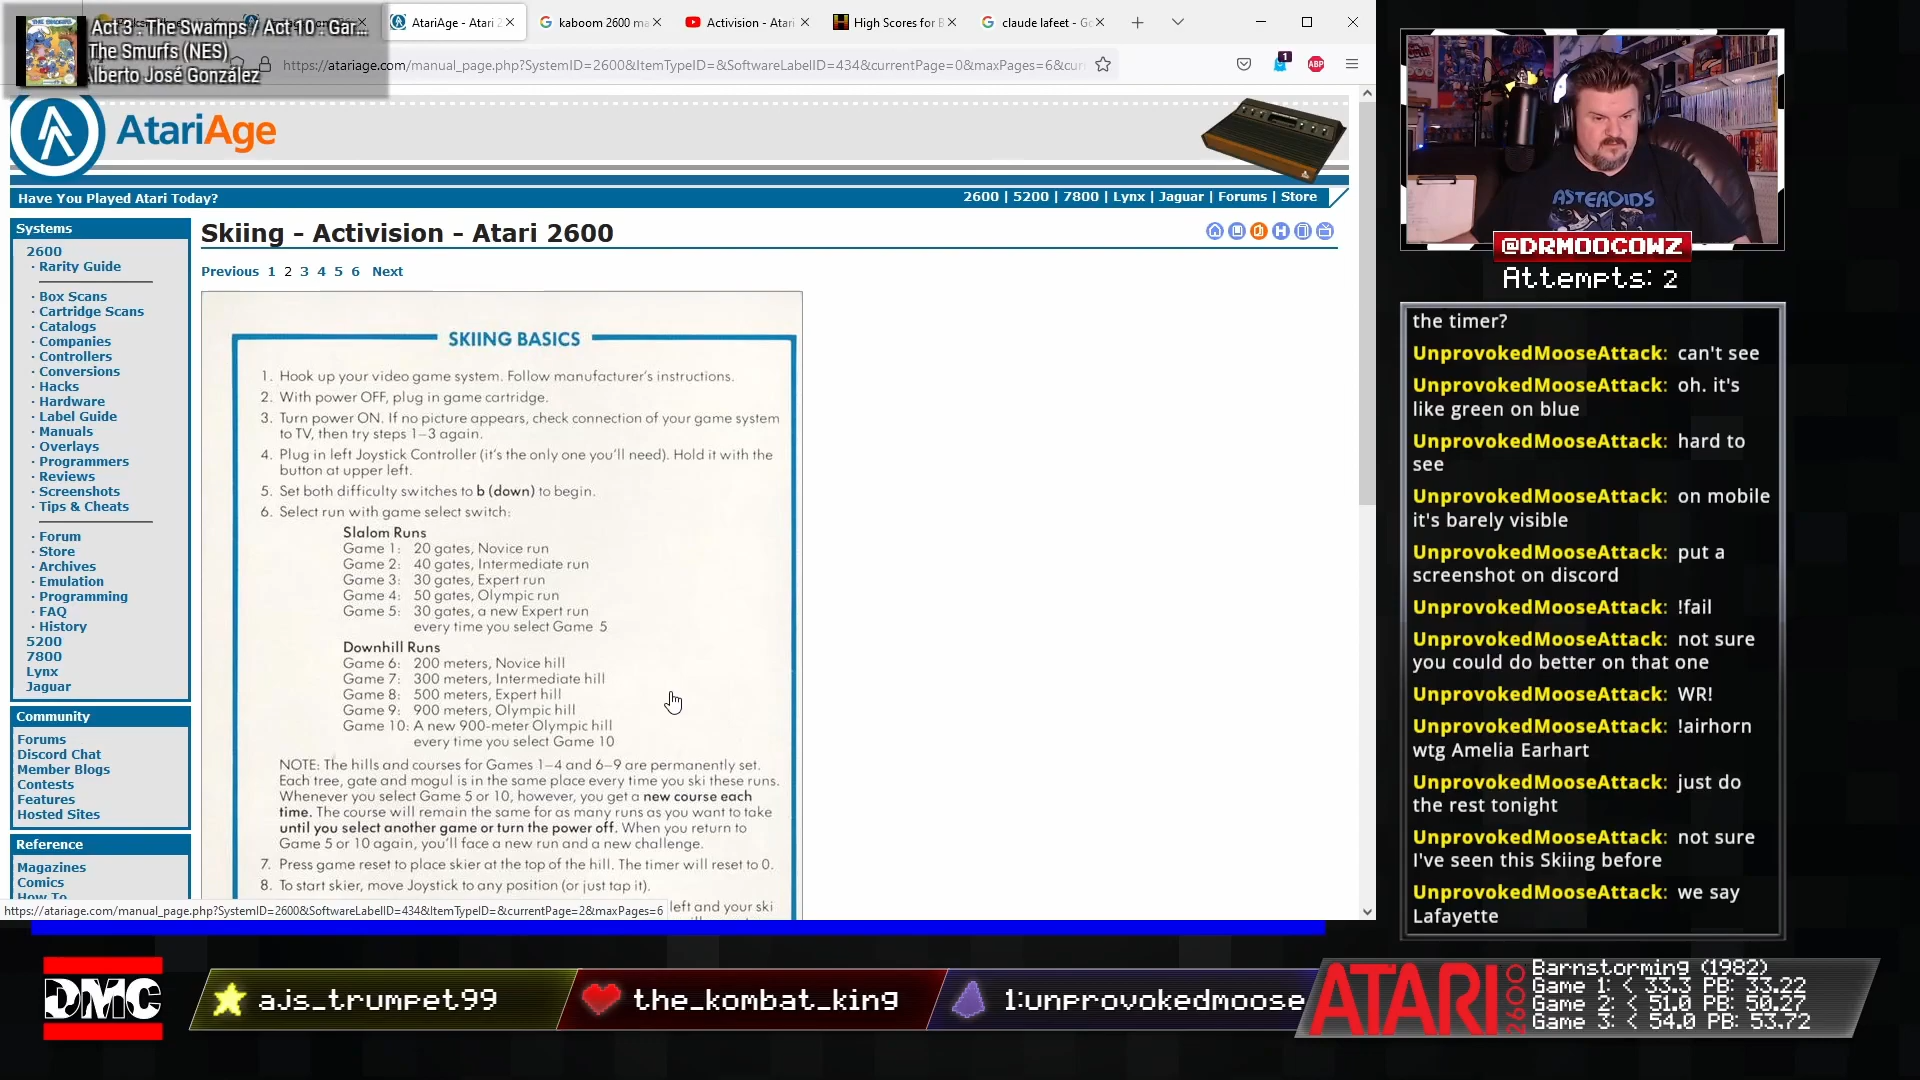 Act 3 : The Swamps / Act 10 : Gar...
The Smurfs (NES)
Alberto José González
AtariAge - Atari 2
kaboom 2600 ma
Activision - Atari
High Scores for B
claude lafeet - Go
https://atariage.com/manual_page.php?SystemID=2600&ItemTypeID=&SoftwareLabelID=434&currentPage=0&maxPages=6&cur
1
ABP
AtariAge
Have You Played Atari Today?
2600 | 5200 | 7800 | Lynx | Jaguar | Forums | Store
Systems
2600
· Rarity Guide
· Box Scans
· Cartridge Scans
· Catalogs
· Companies
· Controllers
· Conversions
· Hacks
· Hardware
· Label Guide
· Manuals
· Overlays
· Programmers
· Reviews
· Screenshots
· Tips & Cheats
· Forum
· Store
· Archives
· Emulation
· Programming
· FAQ
· History
5200
7800
Lynx
Jaguar
Community
Forums
Discord Chat
Member Blogs
Contests
Features
Hosted Sites
Reference
Magazines
Comics
How To
Skiing - Activision - Atari 2600
Previous 1 2 3 4 5 6 Next
SKIING BASICS
1. Hook up your video game system. Follow manufacturer's instructions.
2. With power OFF, plug in game cartridge.
3. Turn power ON. If no picture appears, check connection of your game system
to TV, then try steps 1–3 again.
4. Plug in left Joystick Controller (it's the only one you'll need). Hold it with the
button at upper left.
5. Set both difficulty switches to b (down) to begin.
6. Select run with game select switch:
Slalom Runs
Game 1: 20 gates, Novice run
Game 2: 40 gates, Intermediate run
Game 3: 30 gates, Expert run
Game 4: 50 gates, Olympic run
Game 5: 30 gates, a new Expert run
every time you select Game 5
Downhill Runs
Game 6: 200 meters, Novice hill
Game 7: 300 meters, Intermediate hill
Game 8: 500 meters, Expert hill
Game 9: 900 meters, Olympic hill
Game 10: A new 900-meter Olympic hill
every time you select Game 10
NOTE: The hills and courses for Games 1–4 and 6–9 are permanently set.
Each tree, gate and mogul is in the same place every time you ski these runs.
Whenever you select Game 5 or 10, however, you get a new course each
time. The course will remain the same for as many runs as you want to take
until you select another game or turn the power off. When you return to
Game 5 or 10 again, you'll face a new run and a new challenge.
7. Press game reset to place skier at the top of the hill. The timer will reset to 0.
8. To start skier, move Joystick to any position (or just tap it).
left and your ski
https://atariage.com/manual_page.php?SystemID=2600&SoftwareLabelID=434&ItemTypeID=&currentPage=2&maxPages=6
ASTEROIDS
@DRMOOCOWZ
Attempts: 2
the timer?
UnprovokedMooseAttack: can't see
UnprovokedMooseAttack: oh. it's
like green on blue
UnprovokedMooseAttack: hard to
see
UnprovokedMooseAttack: on mobile
it's barely visible
UnprovokedMooseAttack: put a
screenshot on discord
UnprovokedMooseAttack: !fail
UnprovokedMooseAttack: not sure
you could do better on that one
UnprovokedMooseAttack: WR!
UnprovokedMooseAttack: !airhorn
wtg Amelia Earhart
UnprovokedMooseAttack: just do
the rest tonight
UnprovokedMooseAttack: not sure
I've seen this Skiing before
UnprovokedMooseAttack: we say
Lafayette
DMC
ajs_trumpet99
the_kombat_king
1:unprovokedmoose
ATARI 2600
Barnstorming (1982)
Game 1: < 33.3 PB: 33.22
Game 2: < 51.0 PB: 50.27
Game 3: < 54.0 PB: 53.72